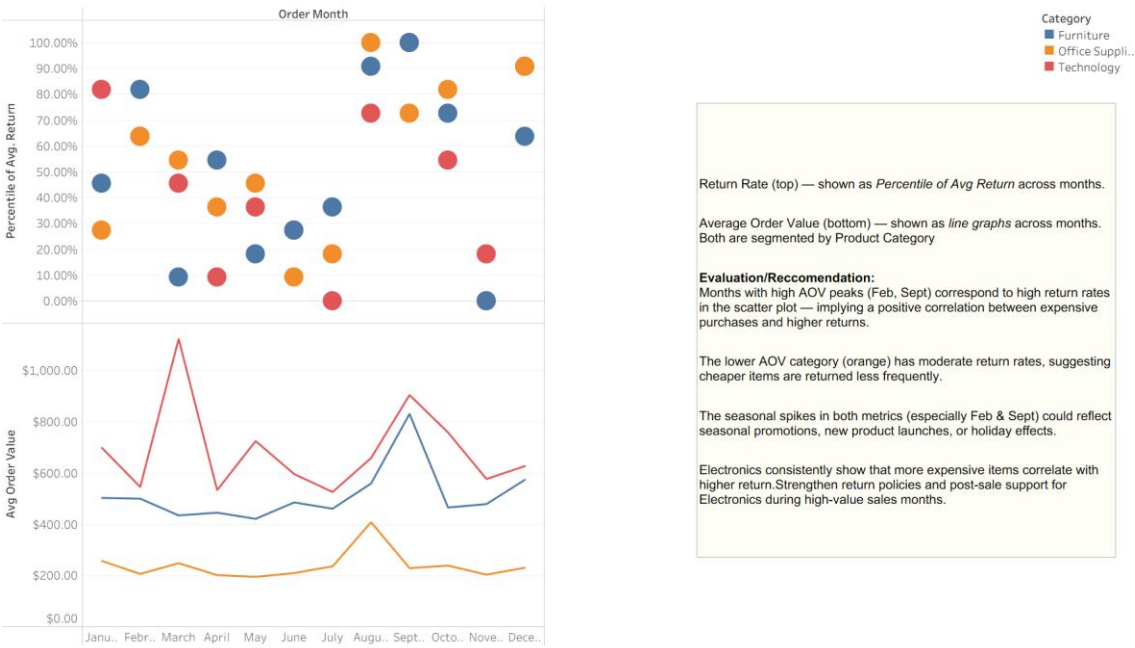 Order Month
Category
Furniture
Office Suppli..
Technology
Percentile of Avg. Return
100.00%
90.00%
80.00%
70.00%
60.00%
50.00%
40.00%
30.00%
20.00%
10.00%
0.00%
Return Rate (top) — shown as Percentile of Avg Return across months.
Average Order Value (bottom) — shown as line graphs across months.
Both are segmented by Product Category
Evaluation/Reccomendation:
Months with high AOV peaks (Feb, Sept) correspond to high return rates
in the scatter plot — implying a positive correlation between expensive
purchases and higher returns.
The lower AOV category (orange) has moderate return rates, suggesting
cheaper items are returned less frequently.
The seasonal spikes in both metrics (especially Feb & Sept) could reflect
seasonal promotions, new product launches, or holiday effects.
Electronics consistently show that more expensive items correlate with
higher return.Strengthen return policies and post-sale support for
Electronics during high-value sales months.
Avg Order Value
$1,000.00
$800.00
$600.00
$400.00
$200.00
$0.00
Janu.. Febr.. March April May June July Augu.. Sept.. Octo.. Nove.. Dece..